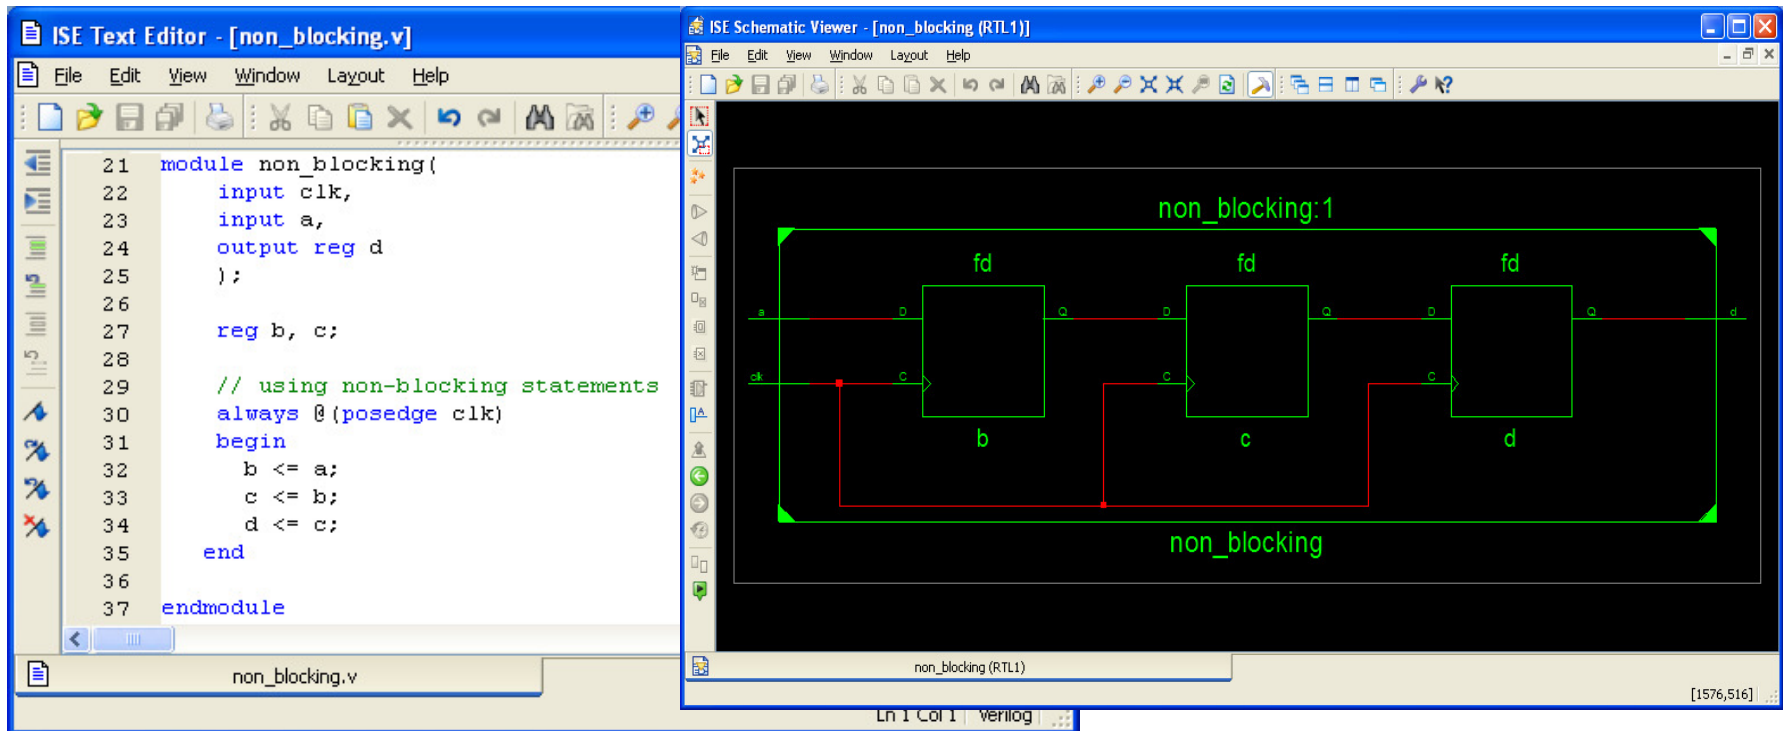 ISE Text Editor - [non_blocking.v]
File Edit View Window Layout Help
21 module non_blocking(
22 input clk,
23 input a,
24 output reg d
25 );
26
27 reg b, c;
28
29 // using non-blocking statements
30 always @(posedge clk)
31 begin
32 b <= a;
33 c <= b;
34 d <= c;
35 end
36
37 endmodule
non_blocking.v
Ln 1 Col 1 Verilog
ISE Schematic Viewer - [non_blocking (RTL1)]
File Edit View Window Layout Help
non_blocking:1
fd fd fd
a D Q D Q D Q d
clk C C C
b c d
non_blocking
non_blocking (RTL1)
[1576,516]